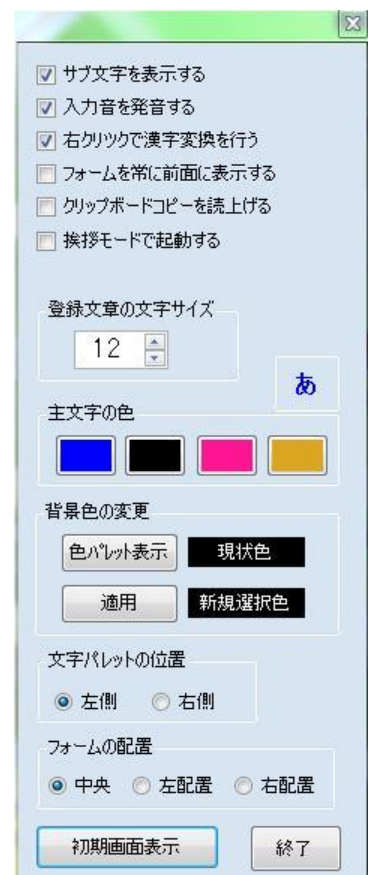 サブ文字を表示する
入力音を発音する
右クリックで漢字変換を行う
フォームを常に前面に表示する
クリップボードコピーを読上げる
挨拶モードで起動する
登録文章の文字サイズ
12
あ
主文字の色
背景色の変更
色パレット表示 現状色
適用 新規選択色
文字パレットの位置
左側 右側
フォームの配置
中央 左配置 右配置
初期画面表示 終了